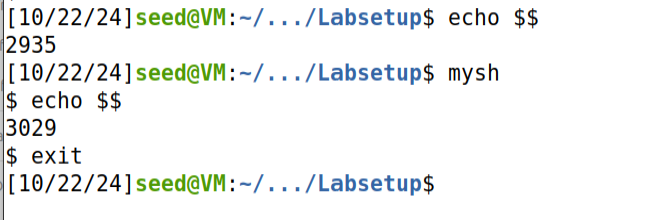 [10/22/24]seed@VM:~/.../Labsetup$ echo $$
2935
[10/22/24]seed@VM:~/.../Labsetup$ mysh
$ echo $$
3029
$ exit
[10/22/24]seed@VM:~/.../Labsetup$